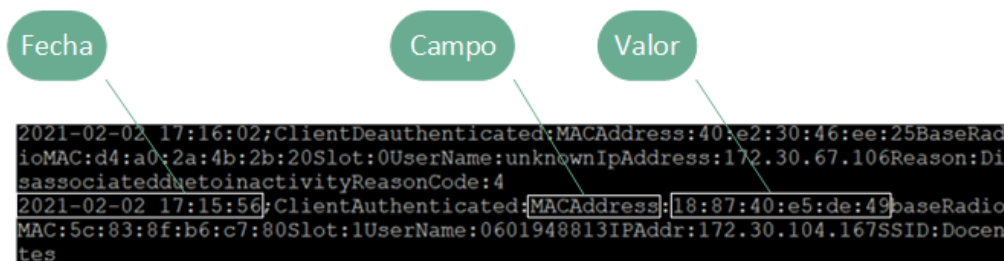 Fecha Campo Valor
2021-02-02 17:16:02;ClientDeauthenticated:MACAddress:40:e2:30:46:ee:25BaseRad
ioMAC:d4:a0:2a:4b:2b:20Slot:0UserName:unknownIpAddress:172.30.67.106Reason:Di
sassociatedduetoinactivityReasonCode:4
2021-02-02 17:15:56;ClientAuthenticated:MACAddress:18:87:40:e5:de:49baseRadio
MAC:5c:83:8f:b6:c7:80Slot:1UserName:0601948813IPAddr:172.30.104.167SSID:Docen
tes